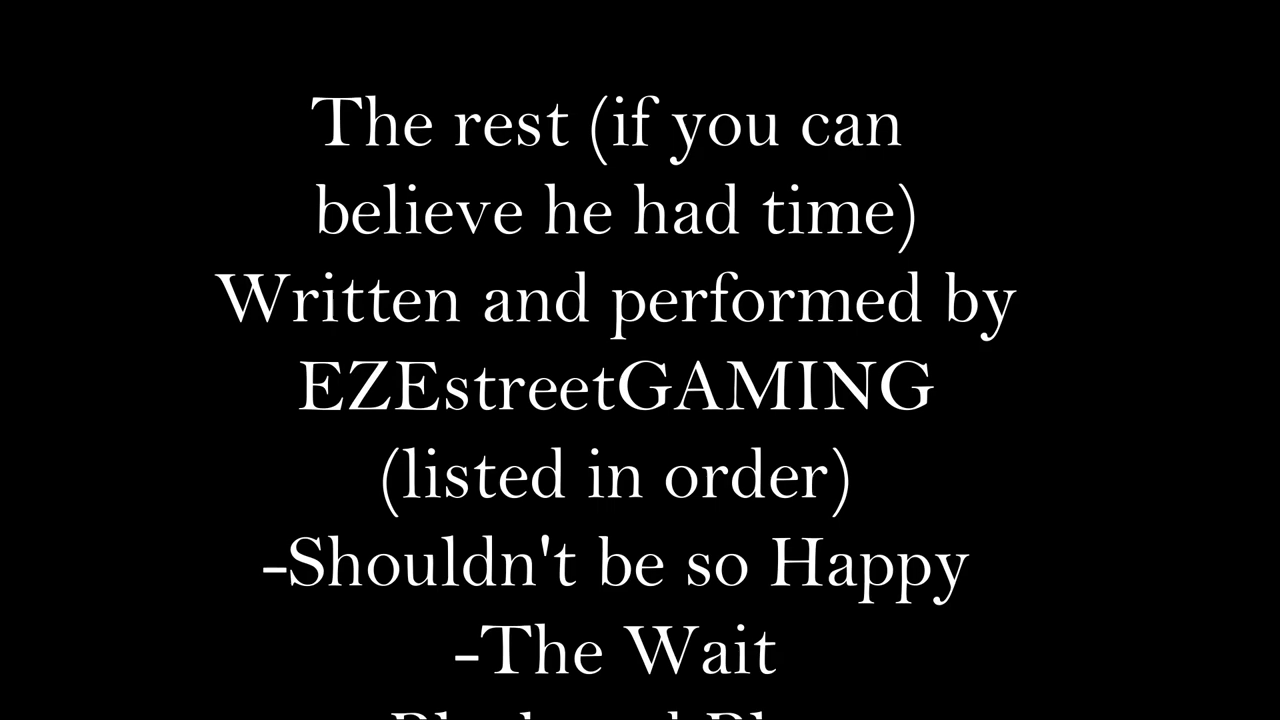 The rest (if you can
believe he had time)
Written and performed by
EZEstreetGAMING
(listed in order)
-Shouldn't be so Happy
-The Wait